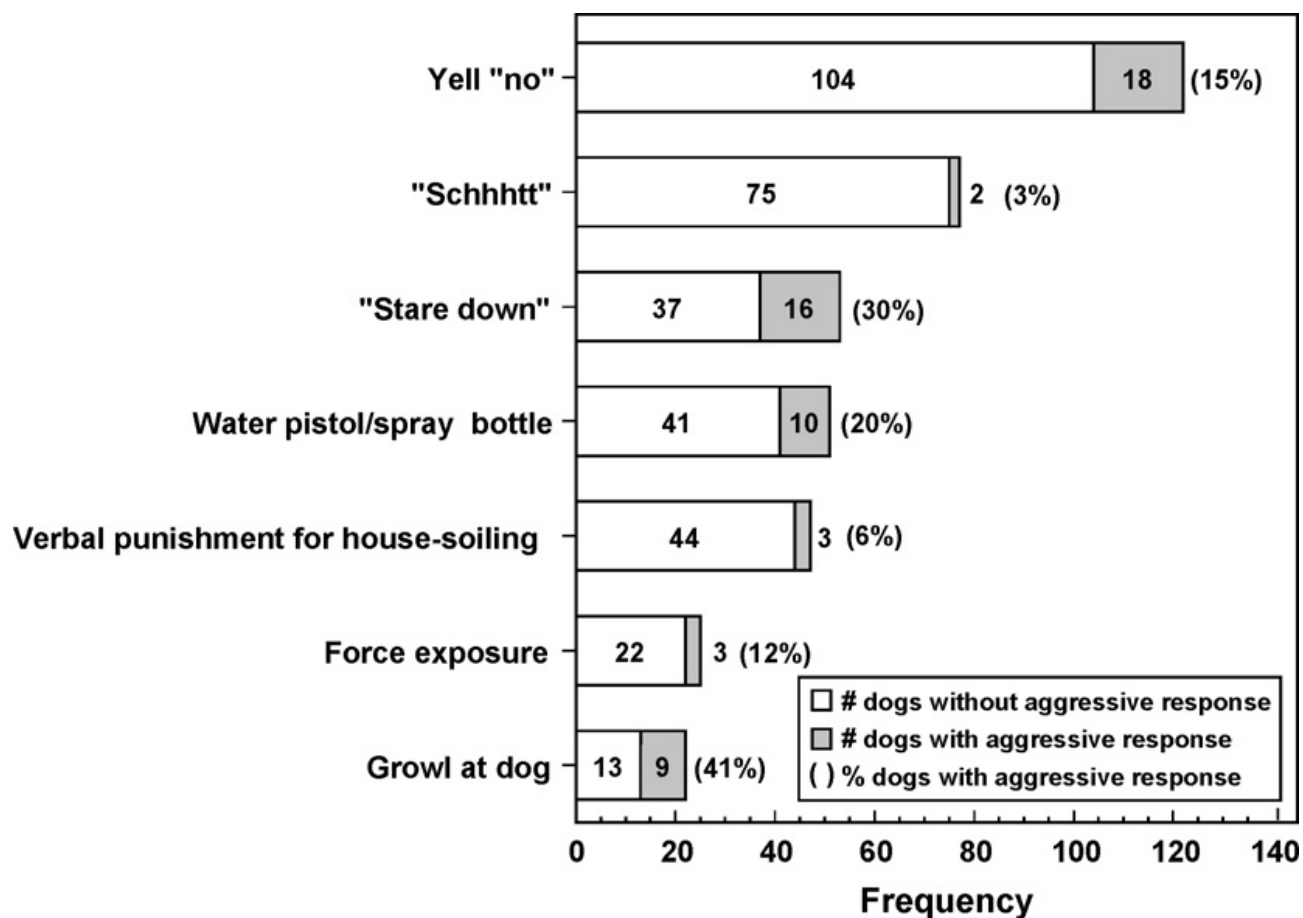 Yell "no"
104
18
(15%)
"Schhhtt"
75
2
(3%)
"Stare down"
37
16
(30%)
Water pistol/spray bottle
41
10
(20%)
Verbal punishment for house-soiling
44
3
(6%)
Force exposure
22
3
(12%)
Growl at dog
13
9
(41%)
# dogs without aggressive response
# dogs with aggressive response
( ) % dogs with aggressive response
0 20 40 60 80 100 120 140
Frequency